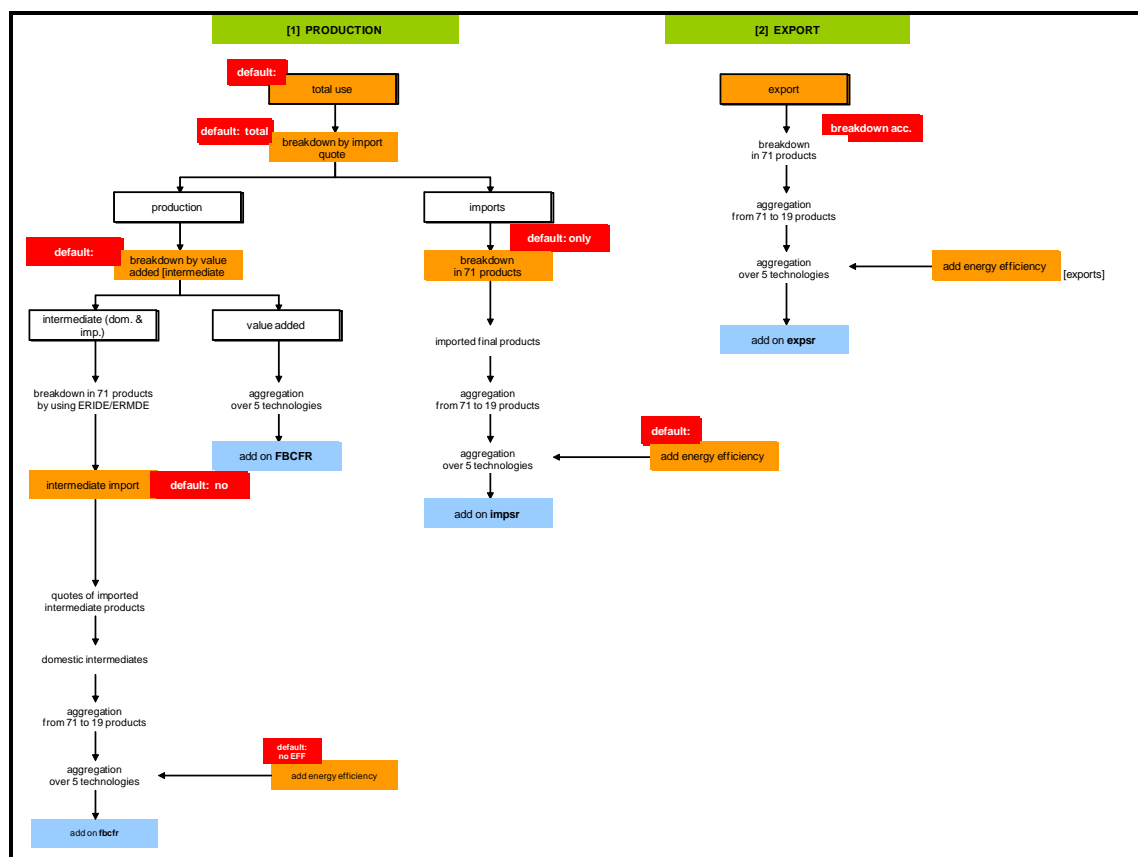 [1] PRODUCTION
[2] EXPORT
default:
total use
default: total
breakdown by import
quote
production
imports
default:
breakdown by value
added [intermediate
default: only
breakdown
in 71 products
intermediate (dom. &
imp.)
value added
imported final products
breakdown in 71 products
by using ERIDE/ERMDE
aggregation
over 5 technologies
aggregation
from 71 to 19 products
add on FBCFR
default:
aggregation
over 5 technologies
add energy efficiency
intermediate import
default: no
add on impsr
quotes of imported
intermediate products
domestic intermediates
aggregation
from 71 to 19 products
default:
no EFF
aggregation
over 5 technologies
add energy efficiency
add on fbcfr
export
breakdown acc.
breakdown
in 71 products
aggregation
from 71 to 19 products
aggregation
over 5 technologies
add energy efficiency
[exports]
add on expsr